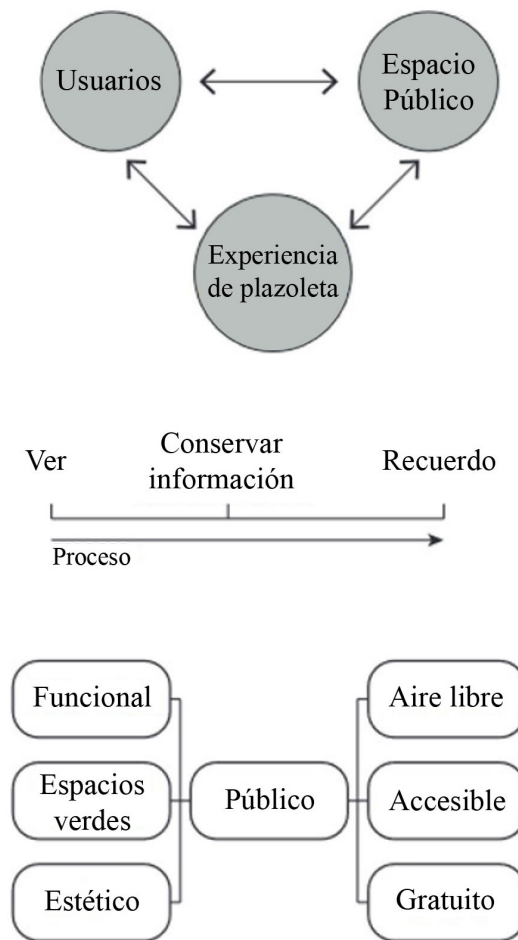 Usuarios
Espacio
Público
Experiencia
de plazoleta
Ver
Conservar
información
Recuerdo
Proceso
Funcional
Aire libre
Espacios
verdes
Público
Accesible
Estético
Gratuito